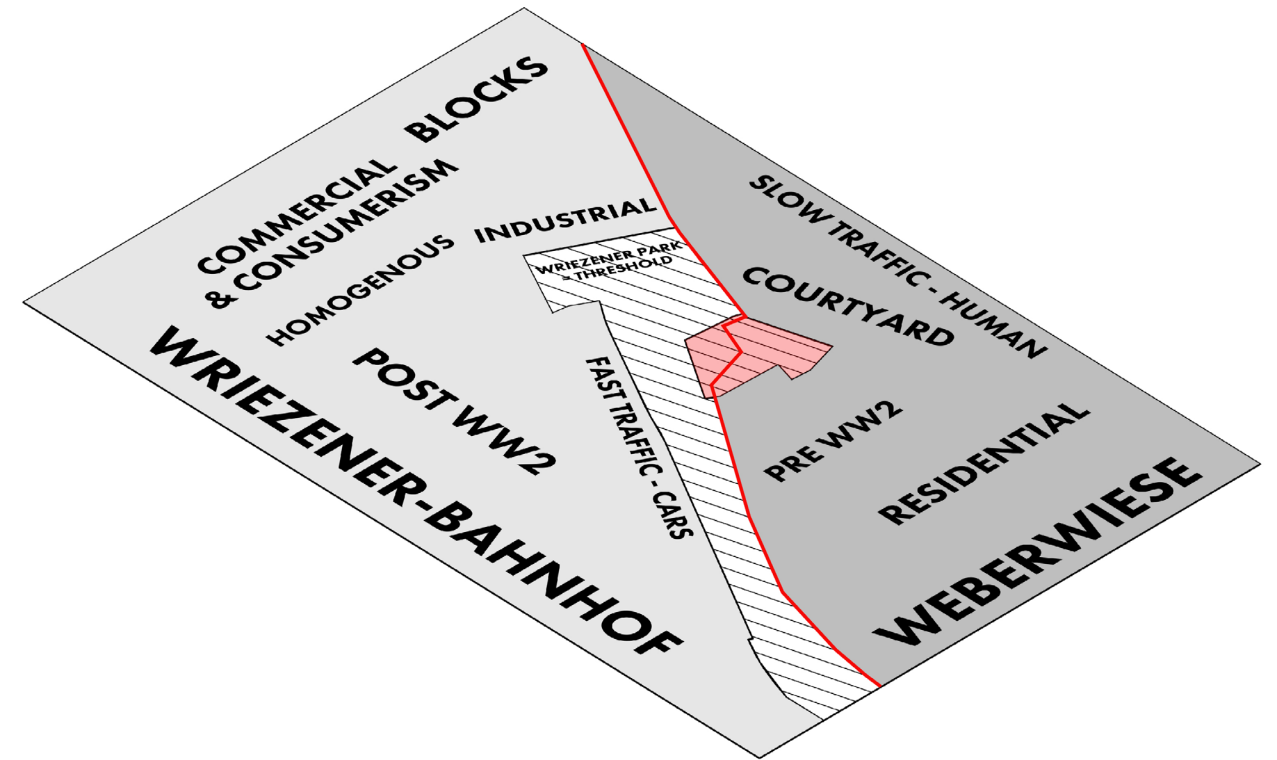 BLOCKS
COMMERCIAL
& CONSUMERISM
HOMOGENOUS
INDUSTRIAL
WRIEZENER PARK
= THRESHOLD
POST WW2
WRIEZENER-BAHNHOF
FAST TRAFFIC - CARS
SLOW TRAFFIC - HUMAN
COURTYARD
PRE WW2
RESIDENTIAL
WEBERWIESE